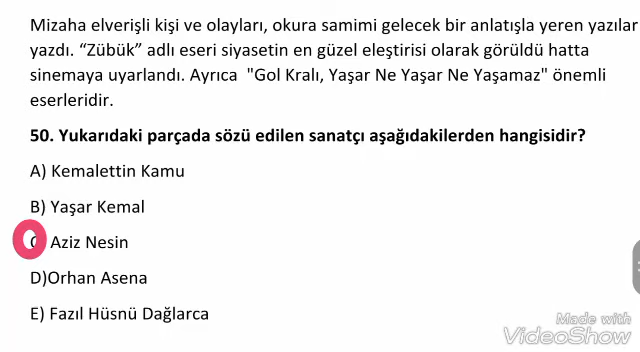 Mizaha elverişli kişi ve olayları, okura samimi gelecek bir anlatışla yeren yazılar
yazdı. “Zübük” adlı eseri siyasetin en güzel eleştirisi olarak görüldü hatta
sinemaya uyarlandı. Ayrıca "Gol Kralı, Yaşar Ne Yaşar Ne Yaşamaz" önemli
eserleridir.
50. Yukarıdaki parçada sözü edilen sanatçı aşağıdakilerden hangisidir?
A) Kemalettin Kamu
B) Yaşar Kemal
C) Aziz Nesin
D)Orhan Asena
E) Fazıl Hüsnü Dağlarca
Made with
VideoShow